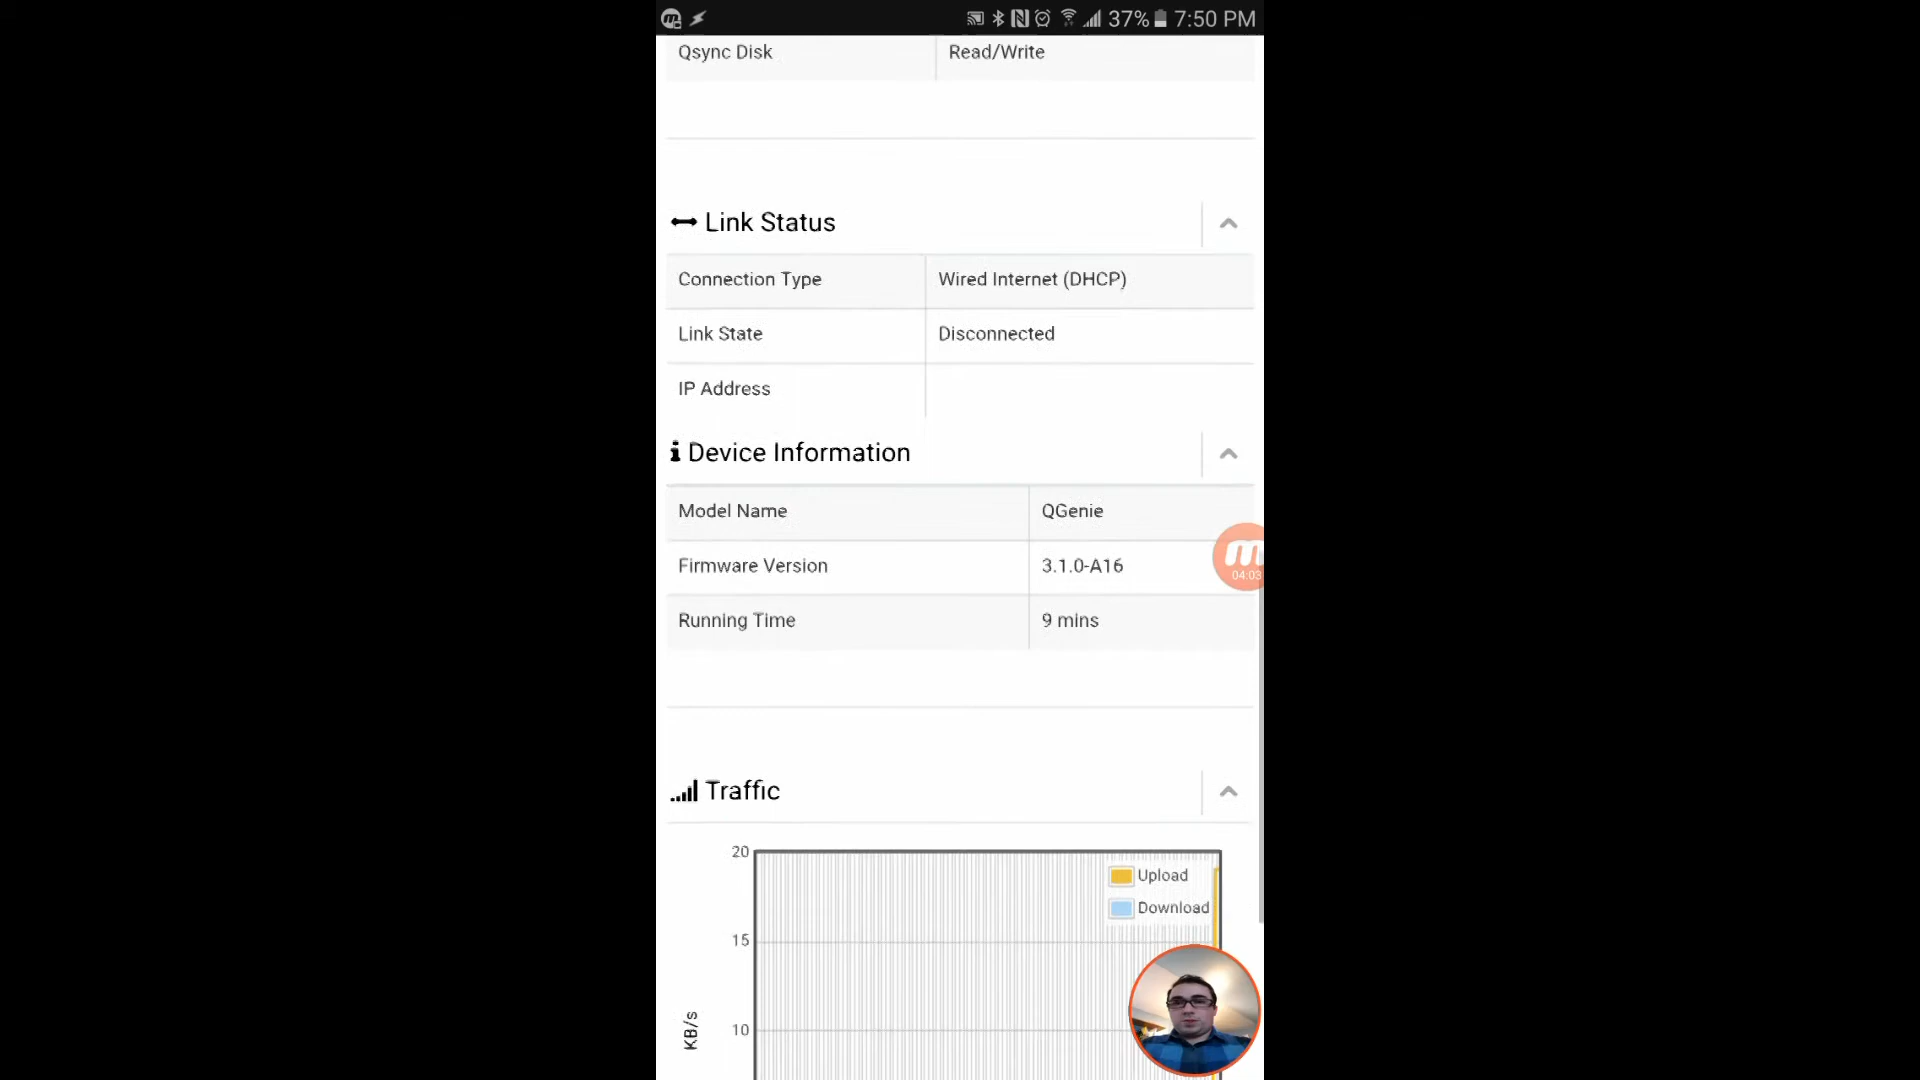 37% 7:50 PM
Qsync Disk Read/Write
Link Status
Connection Type Wired Internet (DHCP)
Link State Disconnected
IP Address
Device Information
Model Name QGenie
Firmware Version 3.1.0-A16
Running Time 9 mins
04:03
Traffic
20
Upload
Download
15
10
KB/s